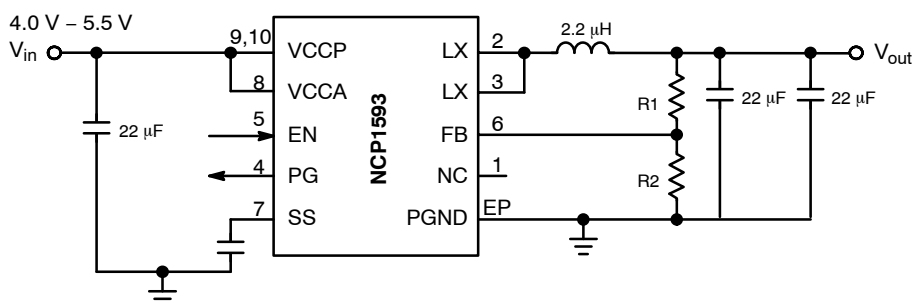 4.0 V – 5.5 V
Vin
9,10
VCCP
8
VCCA
5
EN
4
PG
7
SS
22 µF
NCP1593
LX
2
LX
3
FB
6
NC
1
PGND
EP
2.2 µH
R1
R2
22 µF
22 µF
Vout